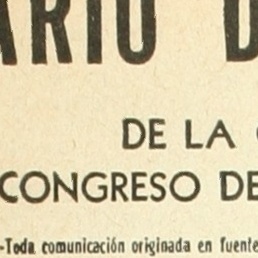 ARIO D
DE LA
CONGRESO DE
-Toda comunicación originada en fuente